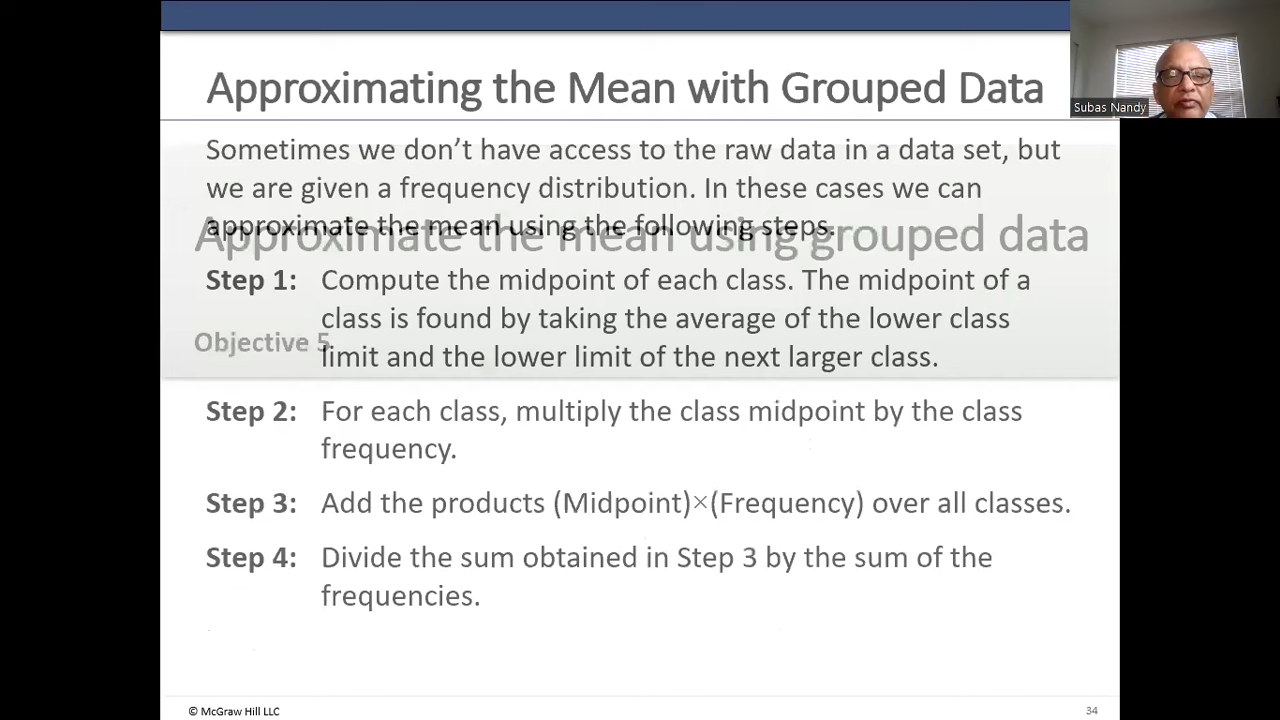 Approximating the Mean with Grouped Data
Subas Nandy
Sometimes we don’t have access to the raw data in a data set, but
we are given a frequency distribution. In these cases we can
approximate the mean using the following steps.
Approximate the mean using grouped data
Step 1: Compute the midpoint of each class. The midpoint of a
class is found by taking the average of the lower class
Objective 5
limit and the lower limit of the next larger class.
Step 2: For each class, multiply the class midpoint by the class
frequency.
Step 3: Add the products (Midpoint)×(Frequency) over all classes.
Step 4: Divide the sum obtained in Step 3 by the sum of the
frequencies.
© McGraw Hill LLC
34